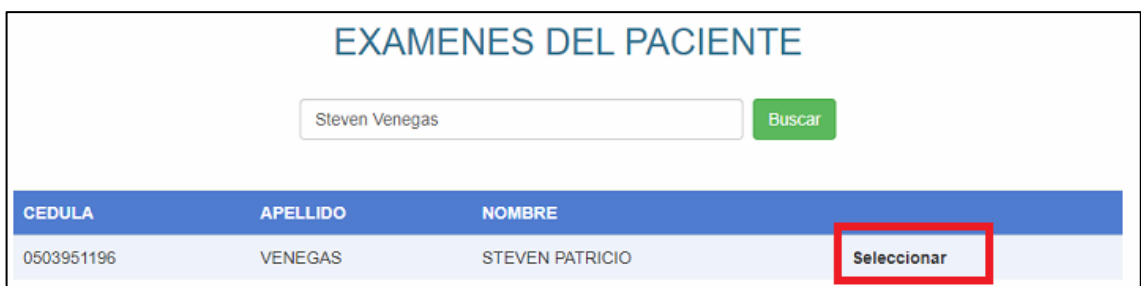 EXAMENES DEL PACIENTE
Steven Venegas Buscar
CEDULA APELLIDO NOMBRE
0503951196 VENEGAS STEVEN PATRICIO Seleccionar